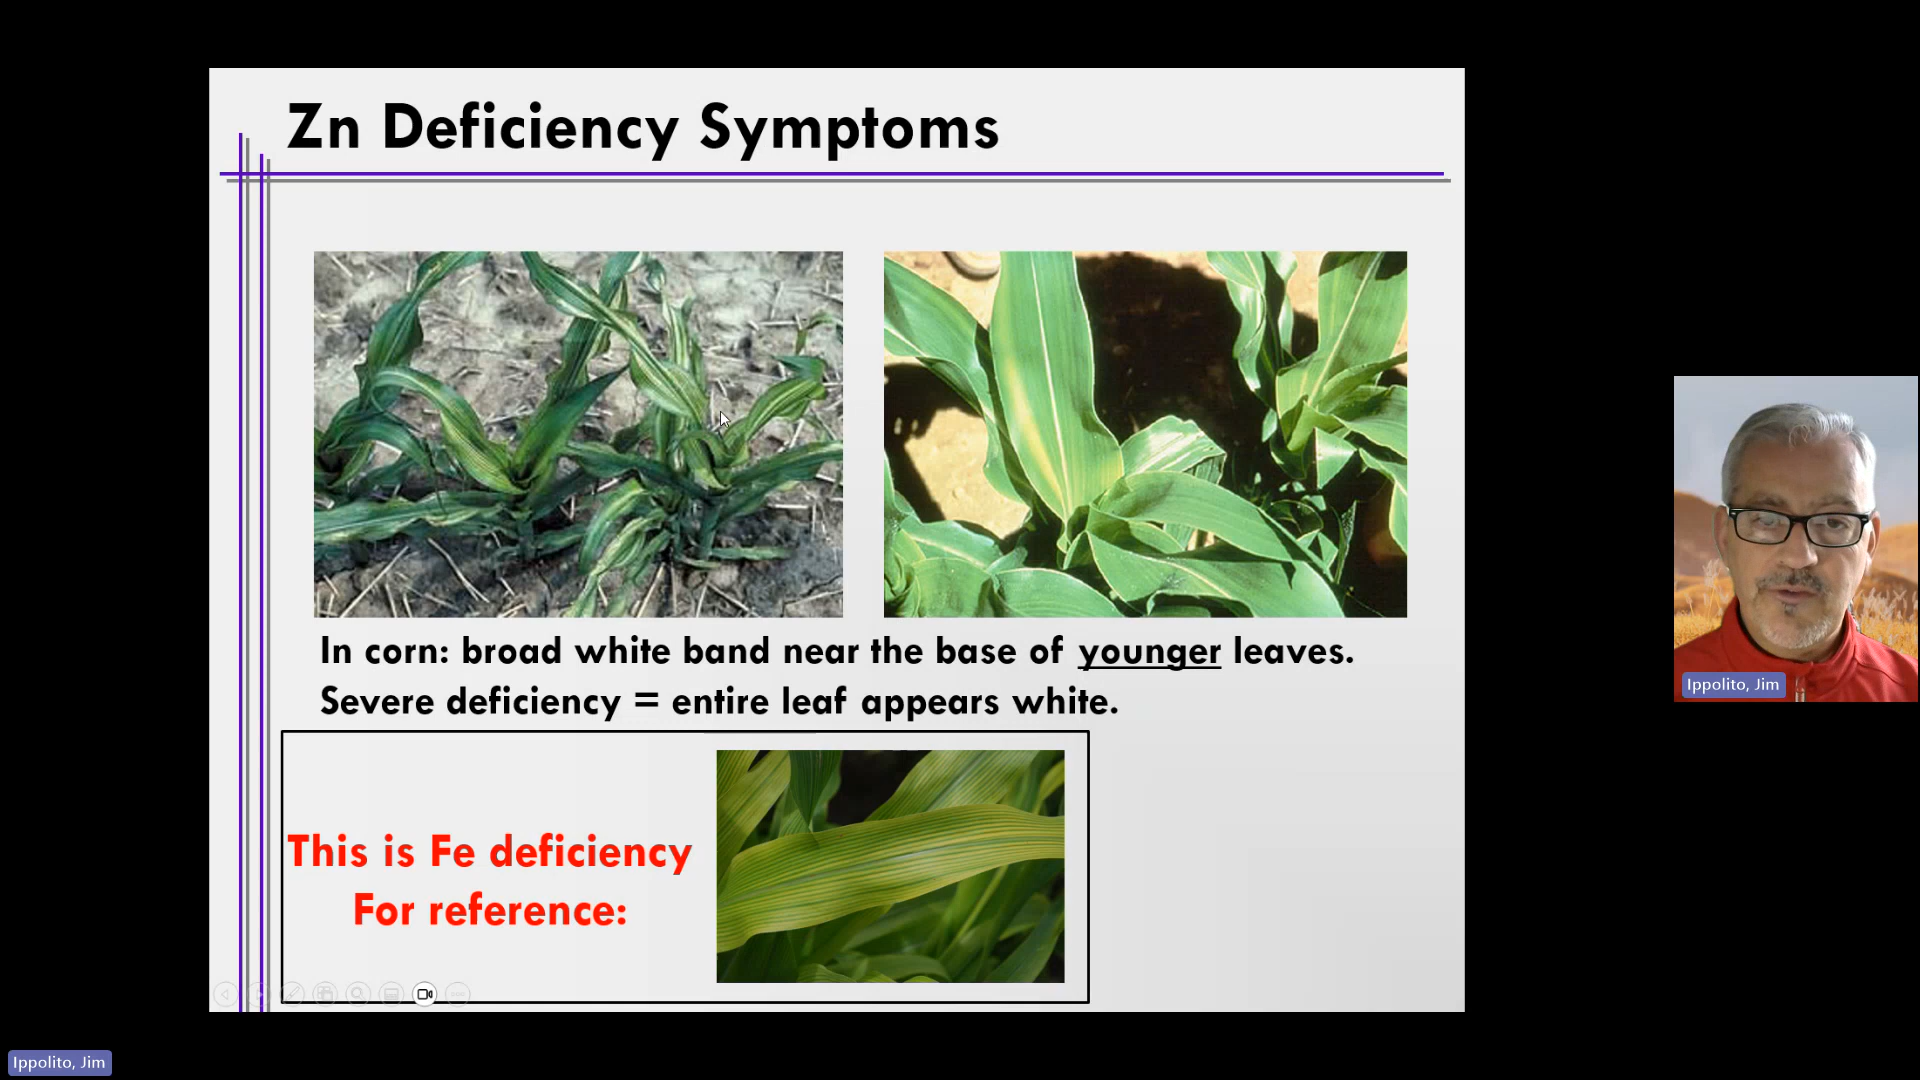 Zn Deficiency Symptoms
In corn: broad white band near the base of younger leaves.
Severe deficiency = entire leaf appears white.
This is Fe deficiency
For reference:
Ippolito, Jim
Ippolito, Jim